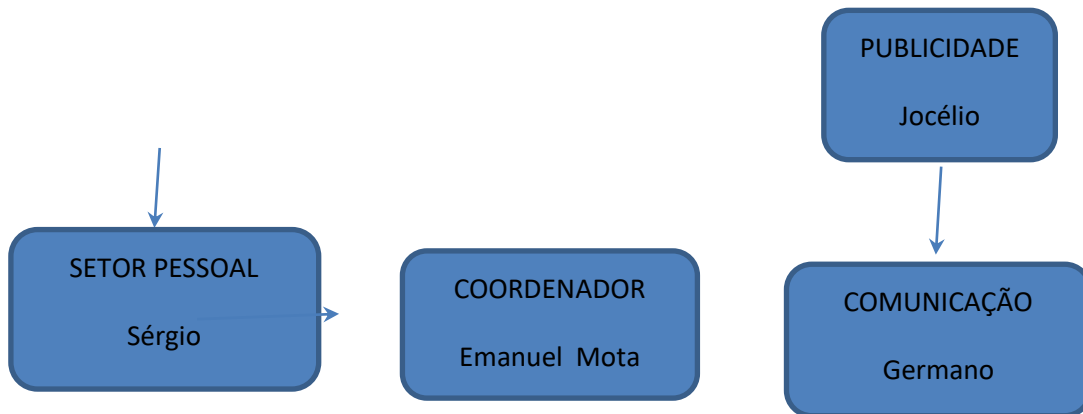 PUBLICIDADE
Jocélio
SETOR PESSOAL
Sérgio
COORDENADOR
Emanuel  Mota
COMUNICAÇÃO
Germano